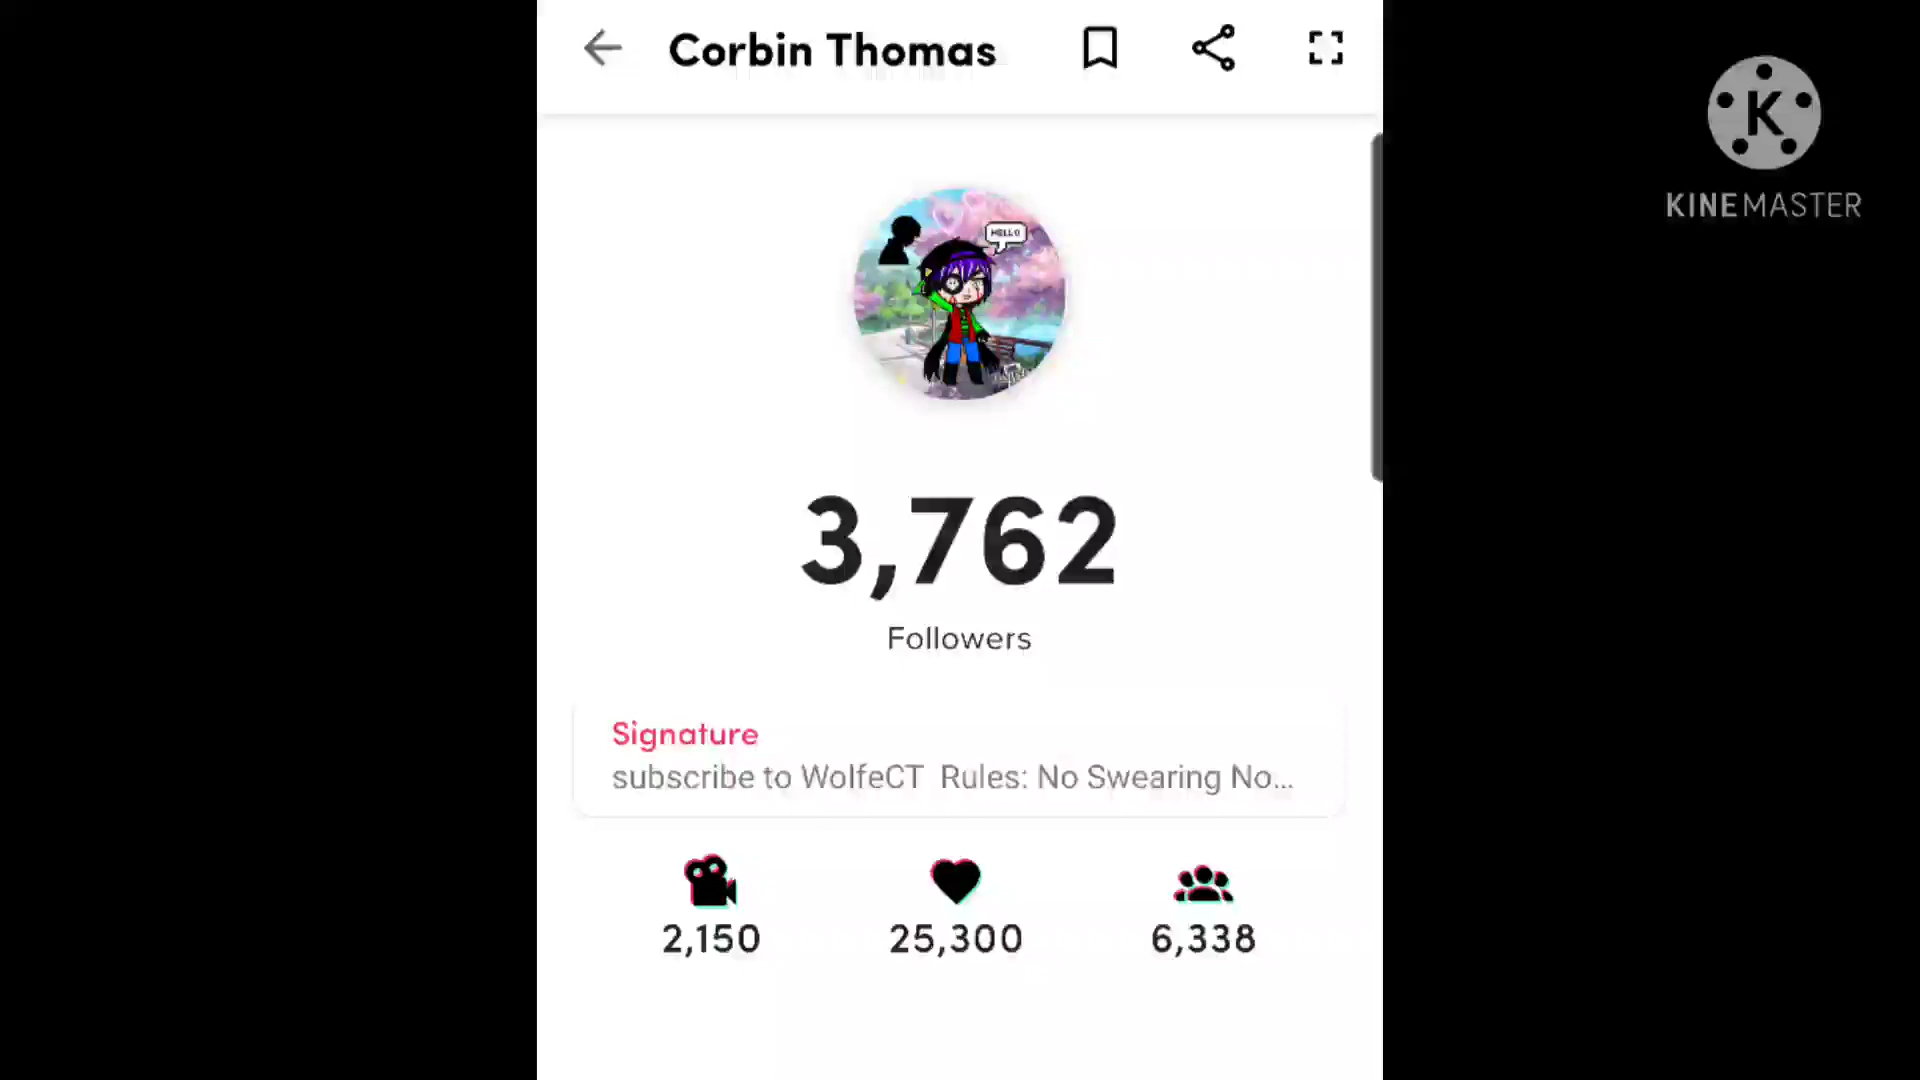 Corbin Thomas
K
KINEMASTER
HELLO
3,762
Followers
Signature
subscribe to WolfeCT Rules: No Swearing No...
2,150
25,300
6,338